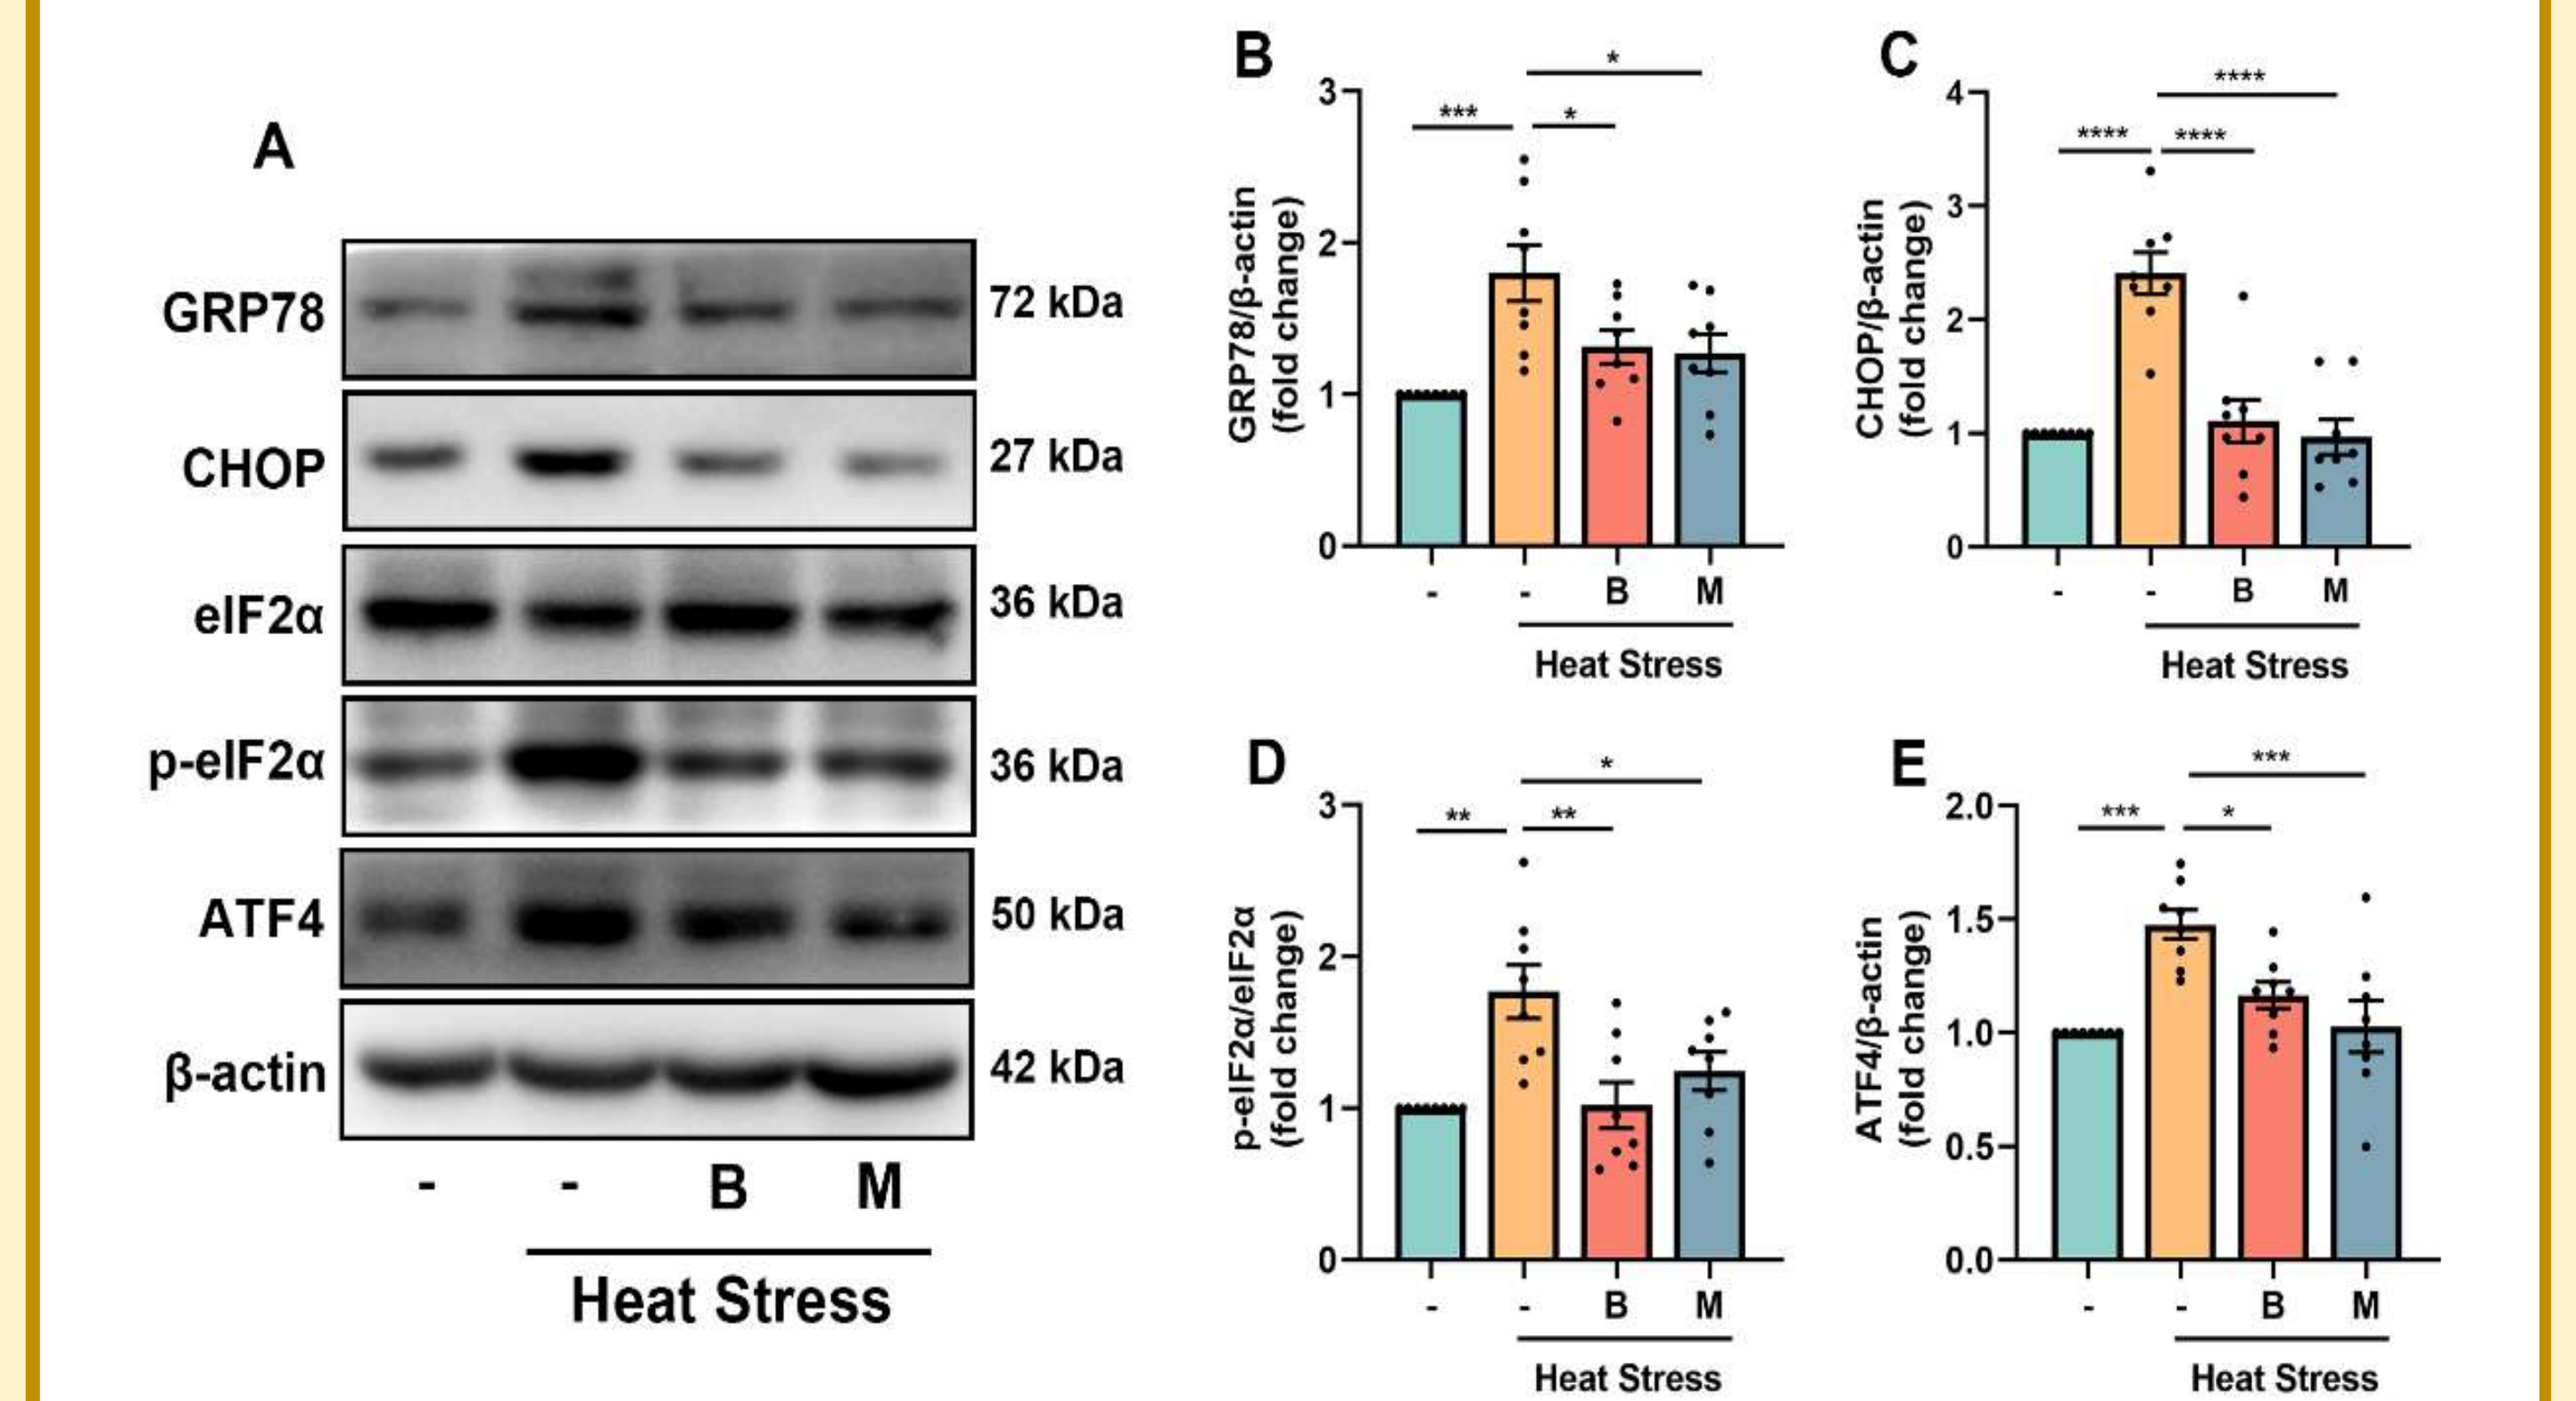 A
GRP78
72 kDa
CHOP
27 kDa
eIF2α
36 kDa
p-eIF2α
36 kDa
ATF4
50 kDa
β-actin
42 kDa
- - B M
Heat Stress
B
GRP78/β-actin
(fold change)
3
2
1
0
*
*** *
- - B M
Heat Stress
C
CHOP/β-actin
(fold change)
4
3
2
1
0
****
**** ****
- - B M
Heat Stress
D
p-eIF2α/eIF2α
(fold change)
3
2
1
0
*
** **
- - B M
Heat Stress
E
ATF4/β-actin
(fold change)
2.0
1.5
1.0
0.5
0.0
***
*** *
- - B M
Heat Stress